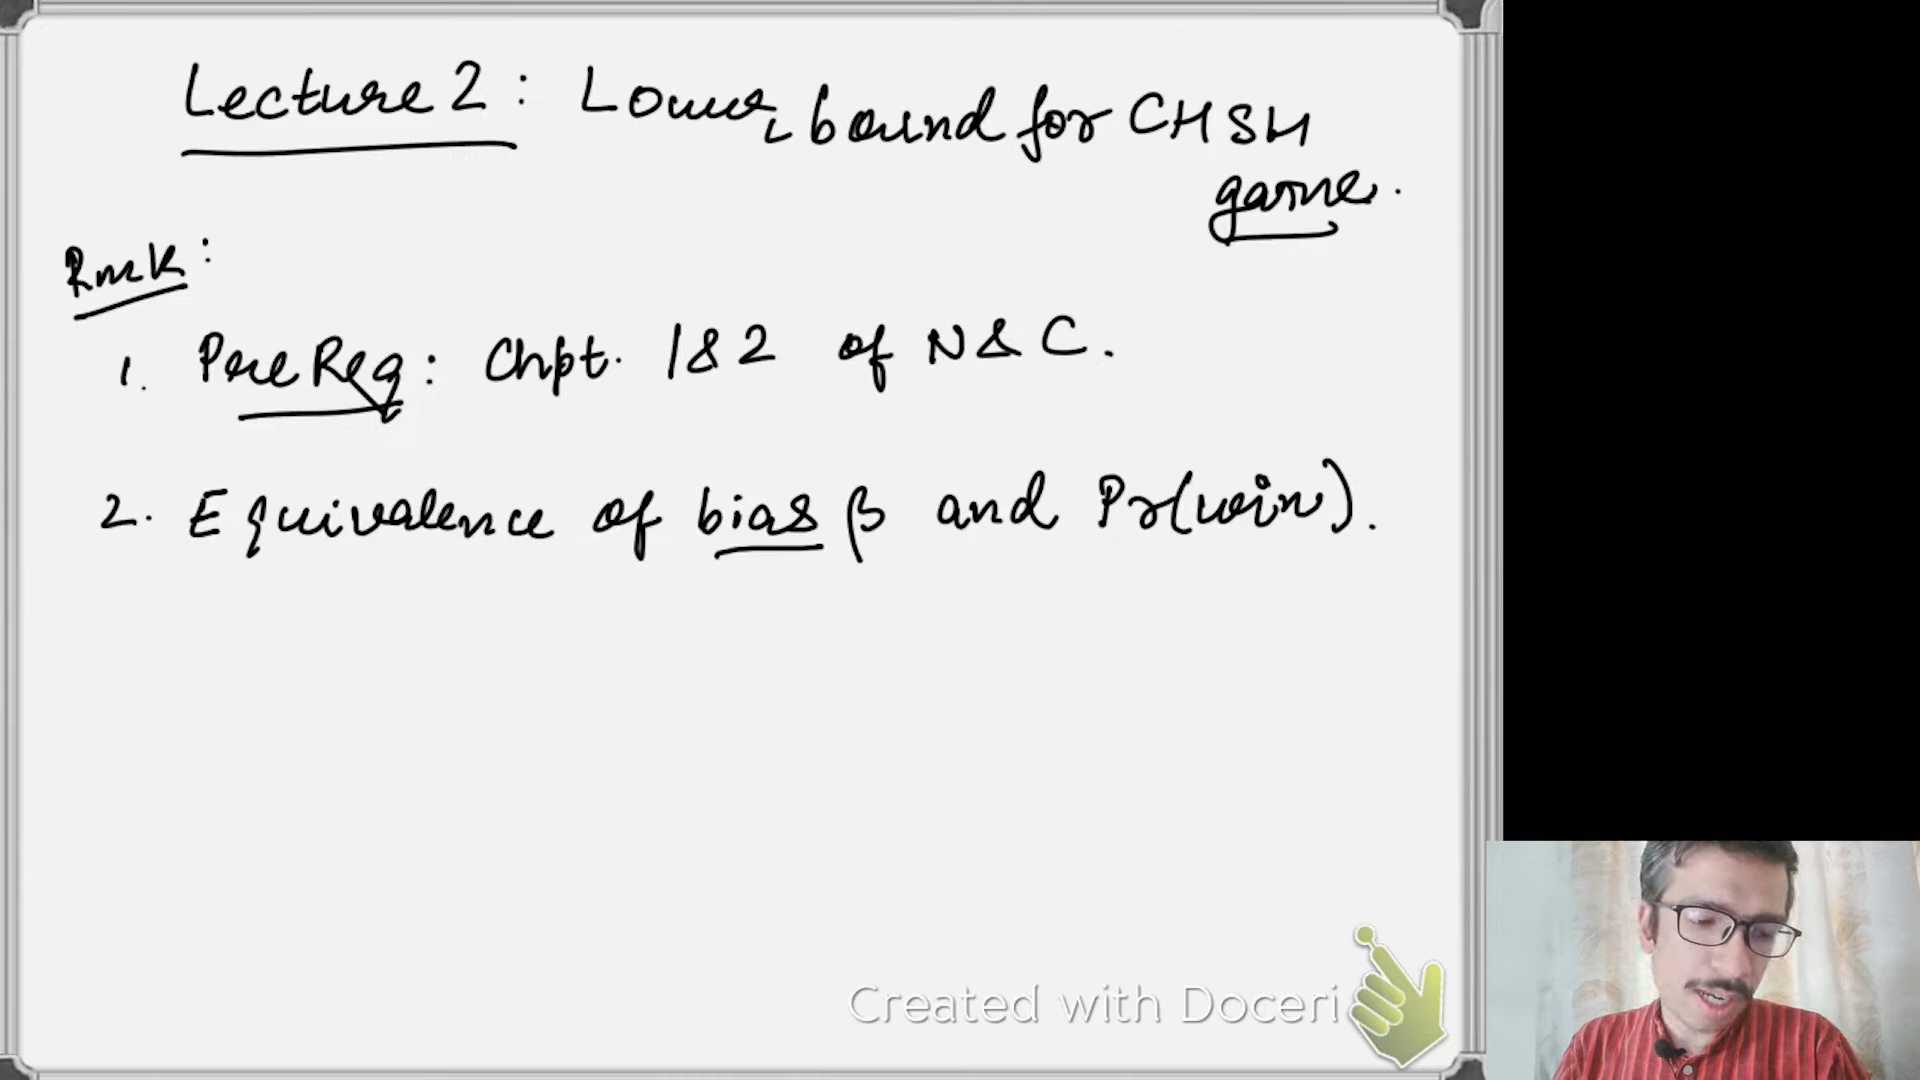 Lecture 2 : Lower bound for CHSH
game.
Rmk :
1. PreReq : Chpt. 1 & 2 of N & C.
2. Equivalence of bias β and Pr(win).
Created with Doceri